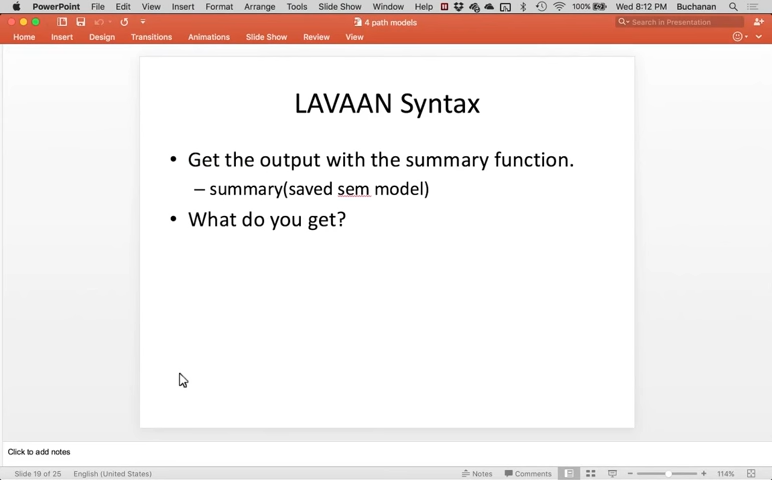 PowerPoint File Edit View Insert Format Arrange Tools Slide Show Window Help 100% Wed 8:12 PM Buchanan
4 path models
Search in Presentation
Home Insert Design Transitions Animations Slide Show Review View
LAVAAN Syntax
• Get the output with the summary function.
– summary(saved sem model)
• What do you get?
Click to add notes
Slide 19 of 25 English (United States) Notes Comments 114%